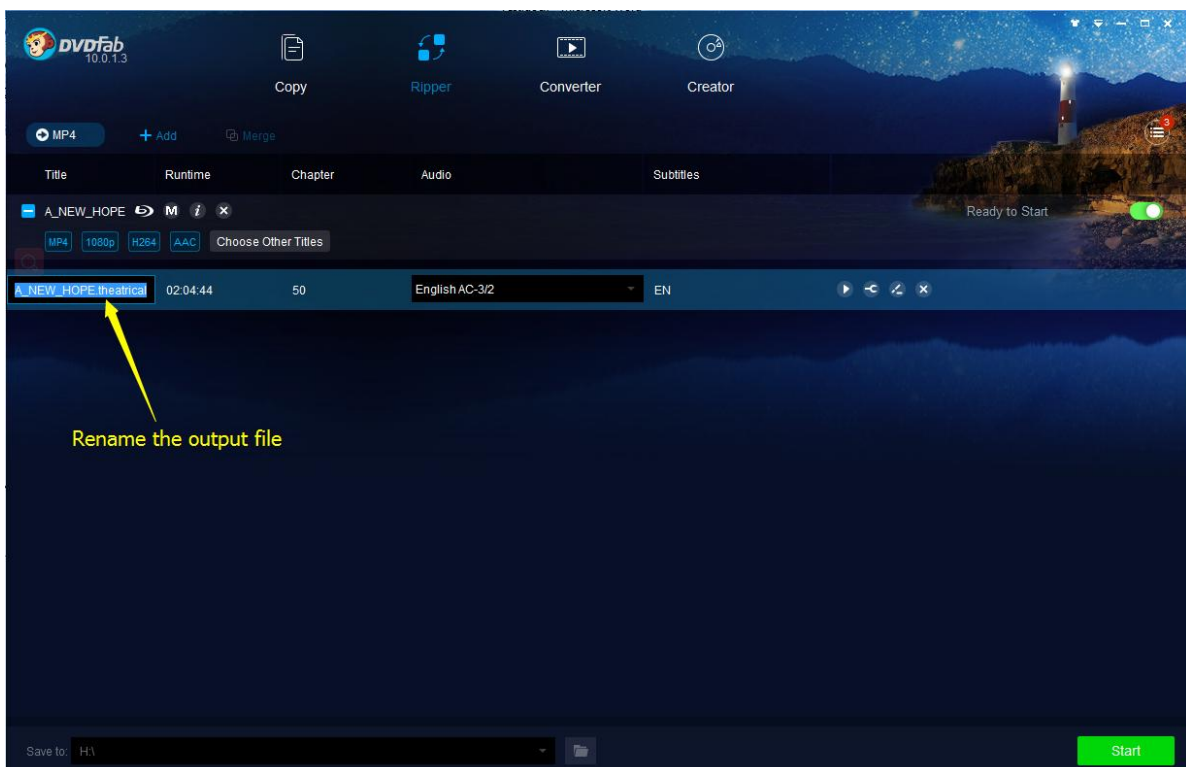 DVDFab
10.0.1.3
Copy
Ripper
Converter
Creator
MP4
+ Add
Merge
3
Title
Runtime
Chapter
Audio
Subtitles
A_NEW_HOPE
M
i
Ready to Start
MP4
1080p
H264
AAC
Choose Other Titles
A_NEW_HOPE.theatrical
02:04:44
50
English AC-3/2
EN
Rename the output file
Save to:
H:\
Start